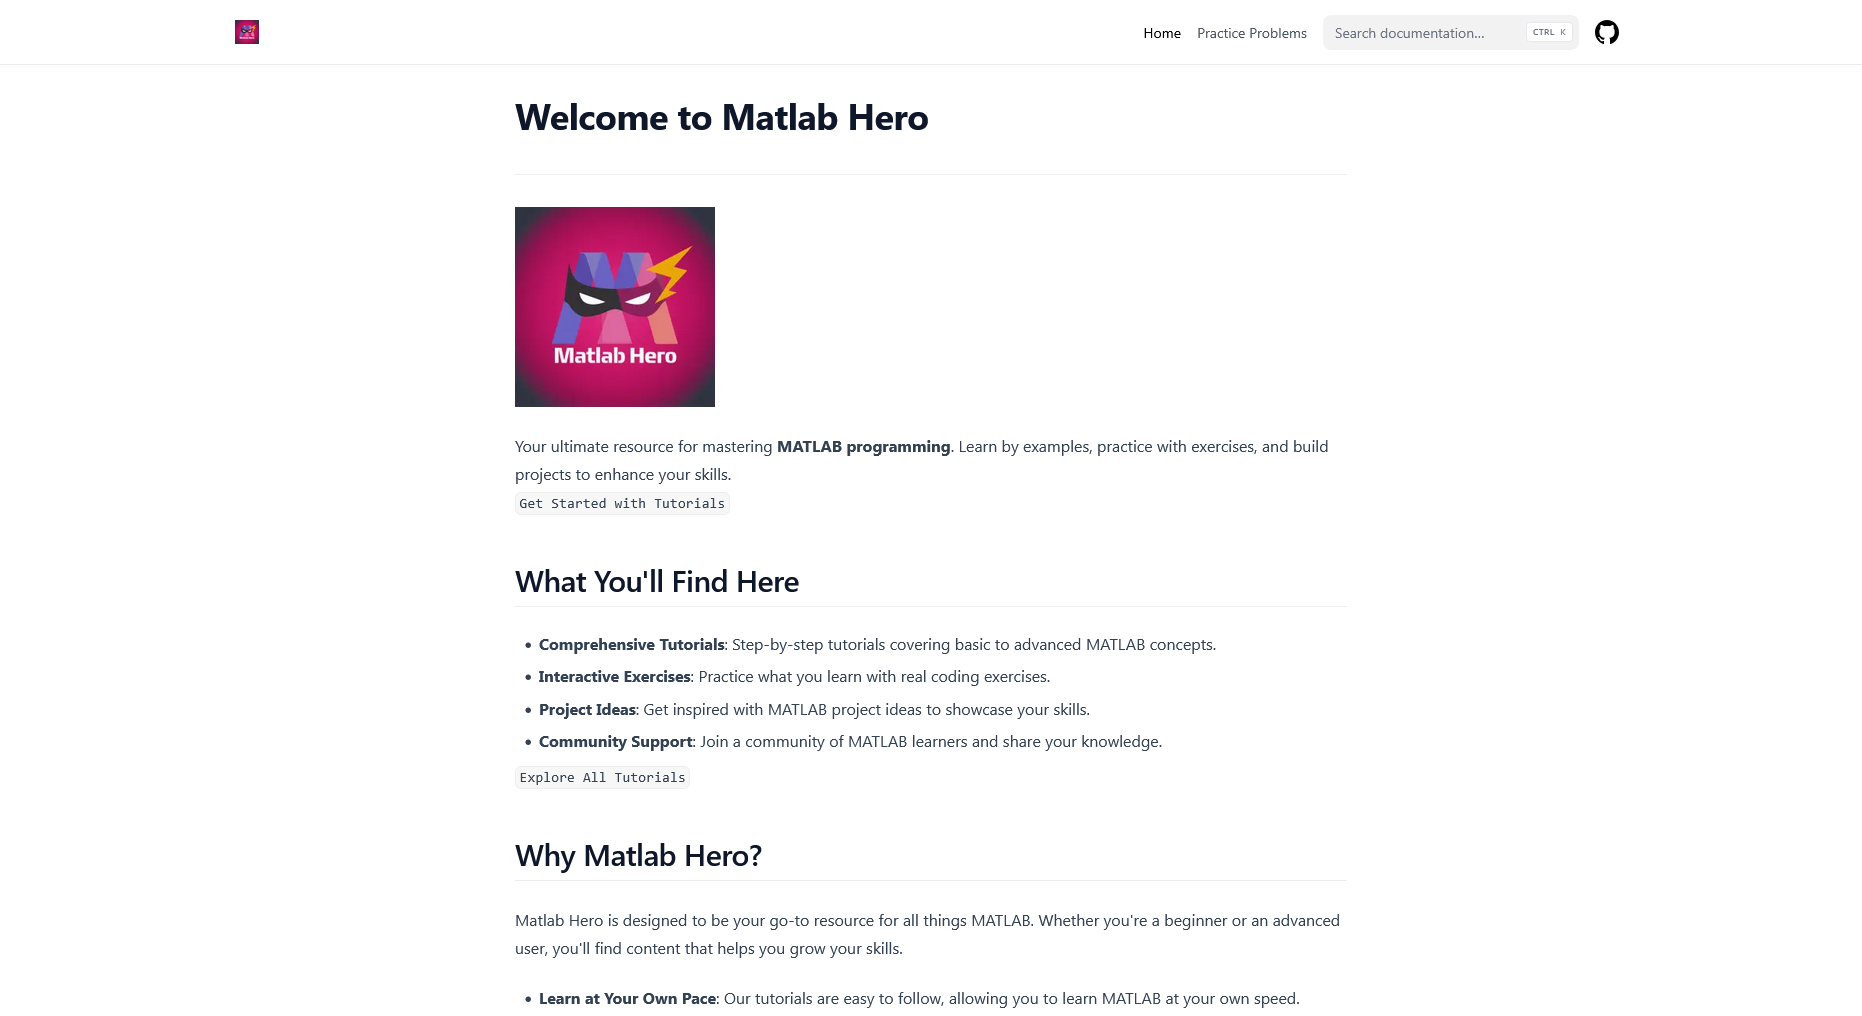 Home Practice Problems Search documentation… CTRL K
Welcome to Matlab Hero
Matlab Hero
Your ultimate resource for mastering MATLAB programming. Learn by examples, practice with exercises, and build
projects to enhance your skills.
Get Started with Tutorials
What You'll Find Here
Comprehensive Tutorials: Step-by-step tutorials covering basic to advanced MATLAB concepts.
Interactive Exercises: Practice what you learn with real coding exercises.
Project Ideas: Get inspired with MATLAB project ideas to showcase your skills.
Community Support: Join a community of MATLAB learners and share your knowledge.
Explore All Tutorials
Why Matlab Hero?
Matlab Hero is designed to be your go-to resource for all things MATLAB. Whether you're a beginner or an advanced
user, you'll find content that helps you grow your skills.
Learn at Your Own Pace: Our tutorials are easy to follow, allowing you to learn MATLAB at your own speed.